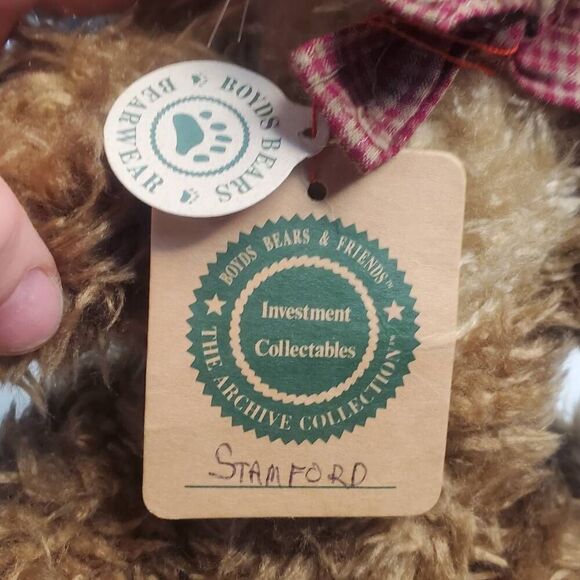 BOYDS BEARS
BEARWEAR
BOYDS BEARS & FRIENDS™
Investment
Collectables
THE ARCHIVE COLLECTION™
STAMFORD